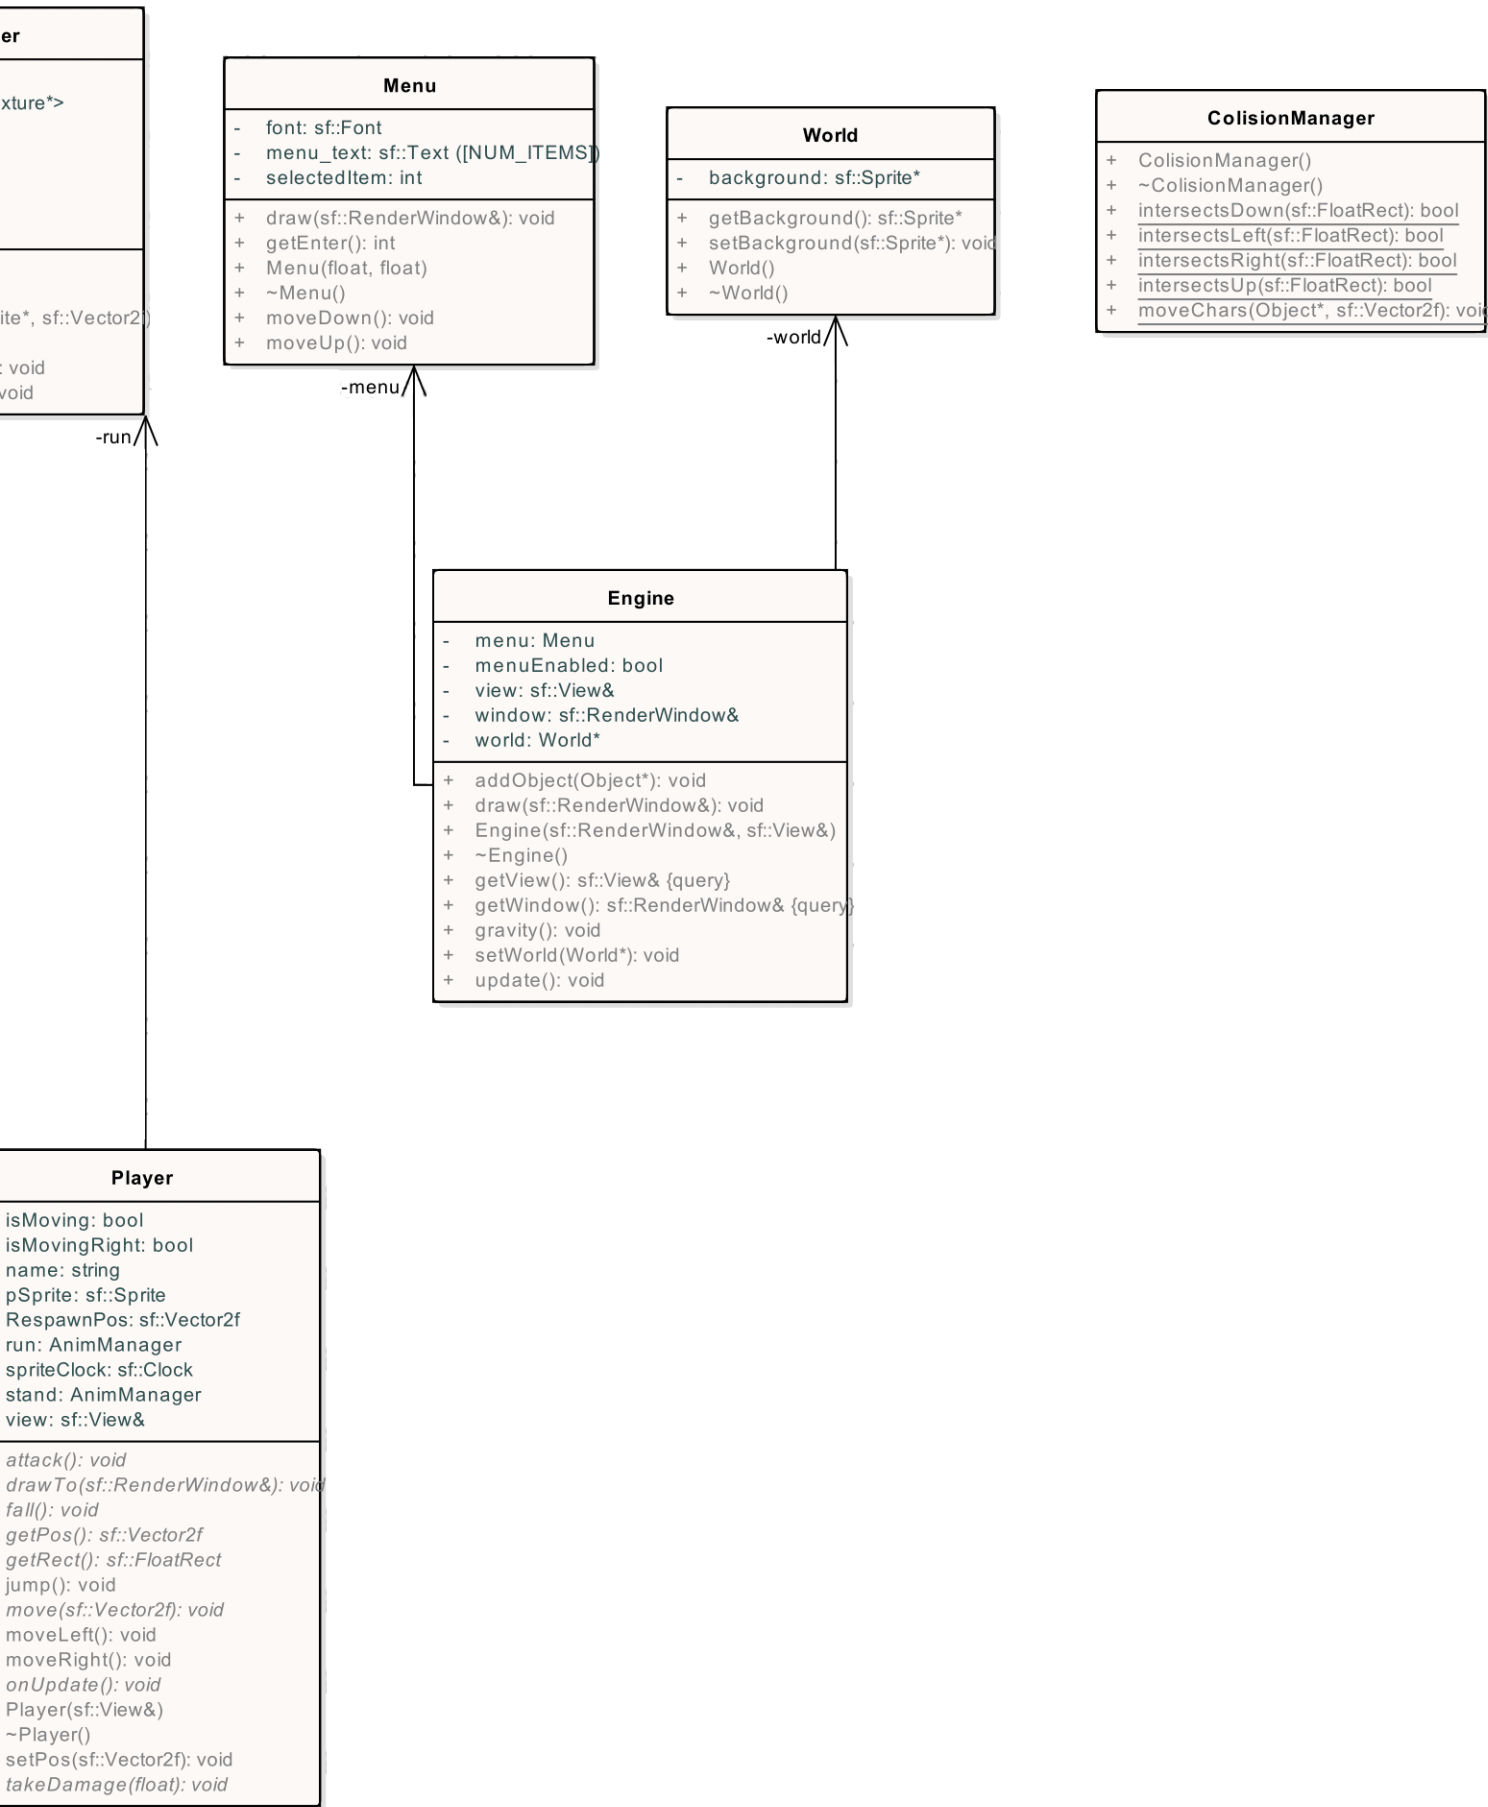 er
xture*>
ite*, sf::Vector2f)
: void
void
-run
Menu
- font: sf::Font
- menu_text: sf::Text ([NUM_ITEMS])
- selectedItem: int
+ draw(sf::RenderWindow&): void
+ getEnter(): int
+ Menu(float, float)
+ ~Menu()
+ moveDown(): void
+ moveUp(): void
-menu
World
- background: sf::Sprite*
+ getBackground(): sf::Sprite*
+ setBackground(sf::Sprite*): void
+ World()
+ ~World()
-world
ColisionManager
+ ColisionManager()
+ ~ColisionManager()
+ intersectsDown(sf::FloatRect): bool
+ intersectsLeft(sf::FloatRect): bool
+ intersectsRight(sf::FloatRect): bool
+ intersectsUp(sf::FloatRect): bool
+ moveChars(Object*, sf::Vector2f): void
Engine
- menu: Menu
- menuEnabled: bool
- view: sf::View&
- window: sf::RenderWindow&
- world: World*
+ addObject(Object*): void
+ draw(sf::RenderWindow&): void
+ Engine(sf::RenderWindow&, sf::View&)
+ ~Engine()
+ getView(): sf::View& {query}
+ getWindow(): sf::RenderWindow& {query}
+ gravity(): void
+ setWorld(World*): void
+ update(): void
Player
isMoving: bool
isMovingRight: bool
name: string
pSprite: sf::Sprite
RespawnPos: sf::Vector2f
run: AnimManager
spriteClock: sf::Clock
stand: AnimManager
view: sf::View&
attack(): void
drawTo(sf::RenderWindow&): void
fall(): void
getPos(): sf::Vector2f
getRect(): sf::FloatRect
jump(): void
move(sf::Vector2f): void
moveLeft(): void
moveRight(): void
onUpdate(): void
Player(sf::View&)
~Player()
setPos(sf::Vector2f): void
takeDamage(float): void